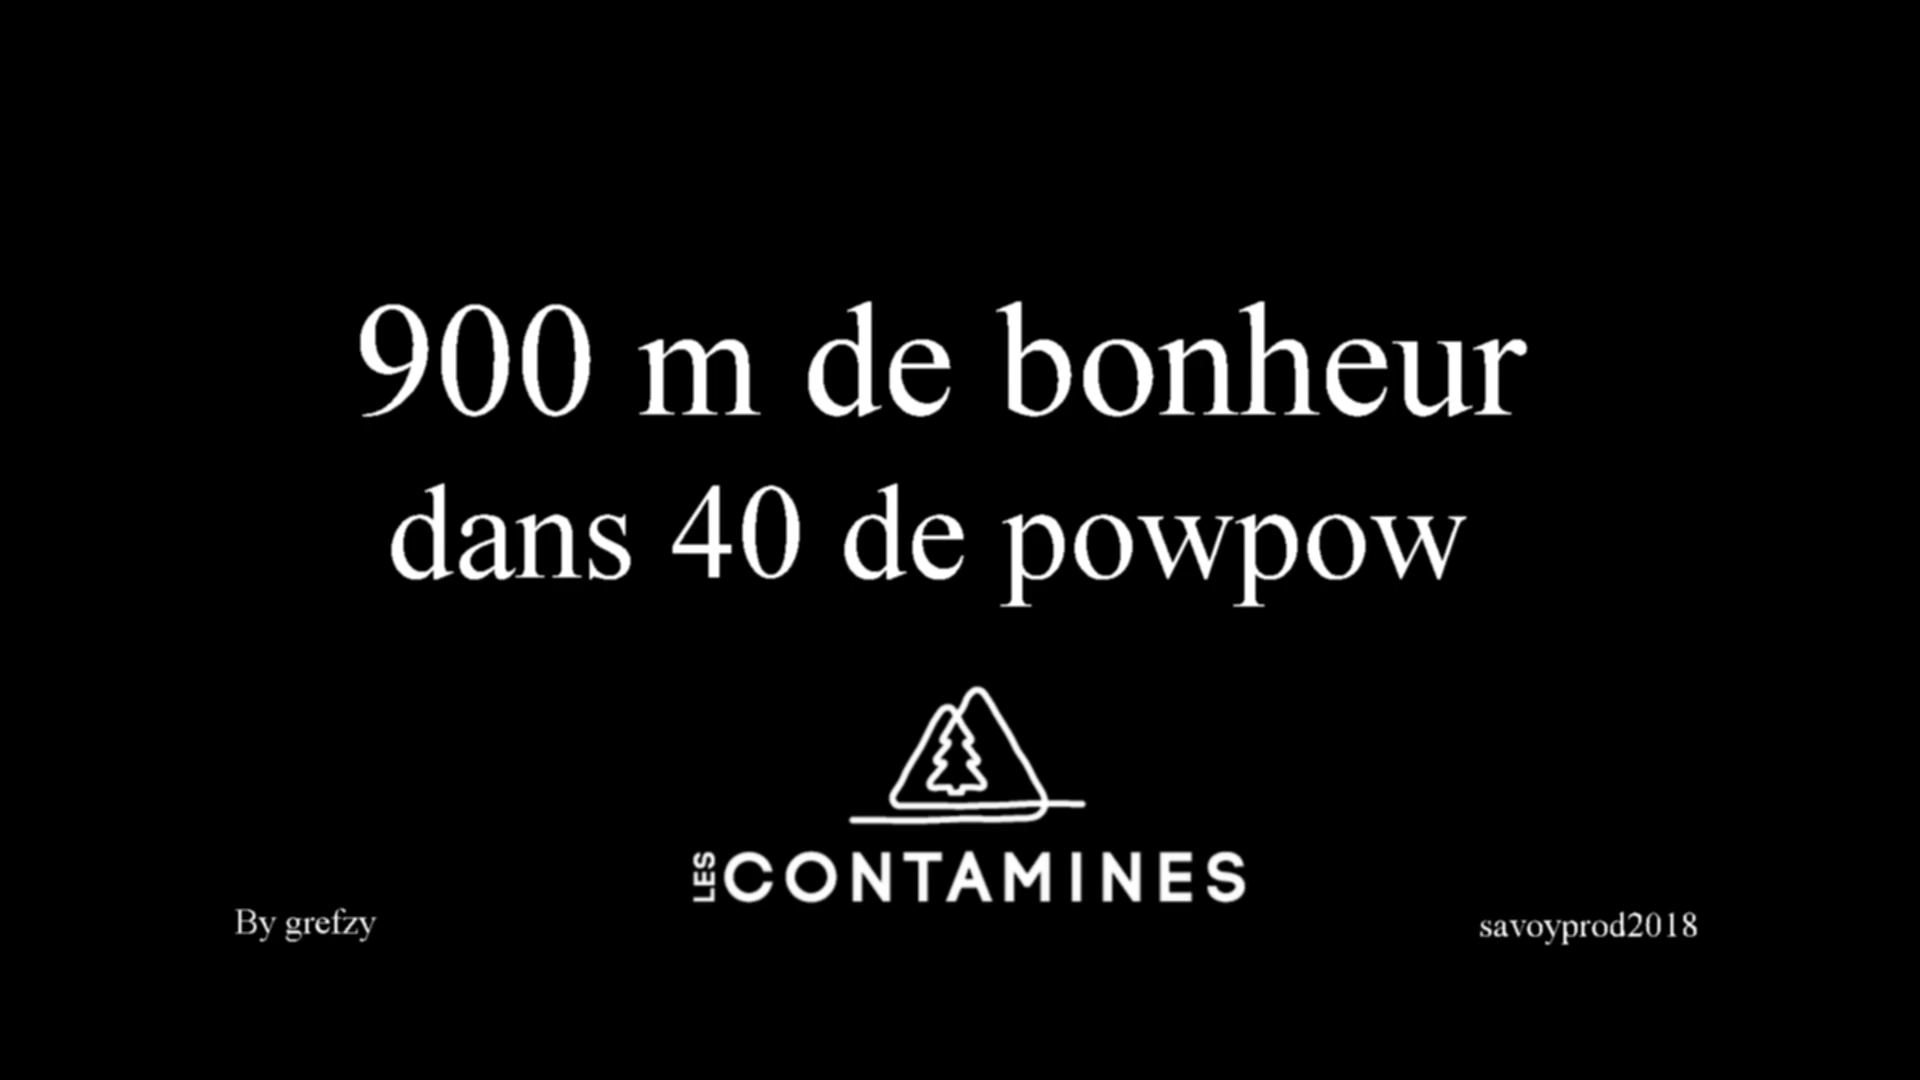 900 m de bonheur
dans 40 de powpow
LES CONTAMINES
By grefzy
savoyprod2018